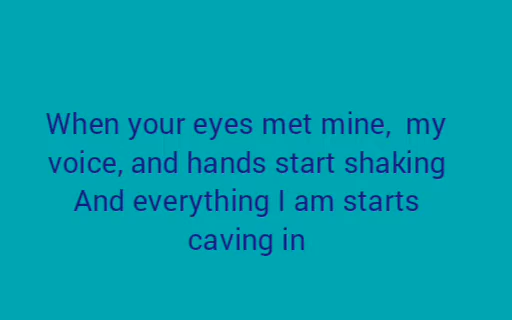 When your eyes met mine,  my
voice, and hands start shaking
And everything I am starts
caving in